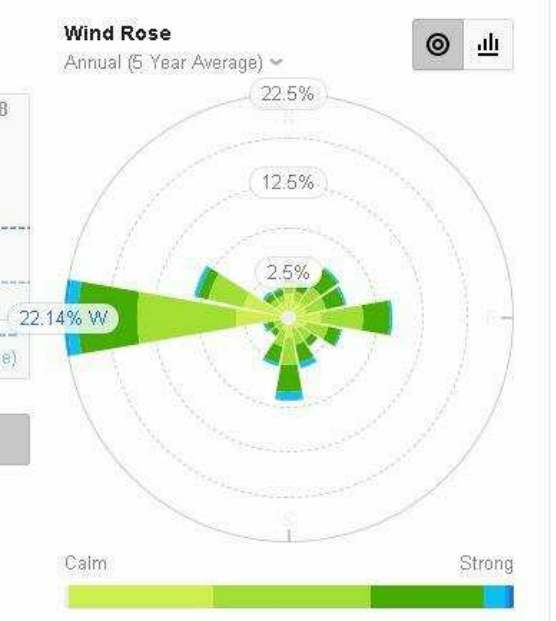 Wind Rose
Annual (5 Year Average)
22.5%
B
12.5%
2.5%
22.14% W
E
e)
S
Calm
Strong